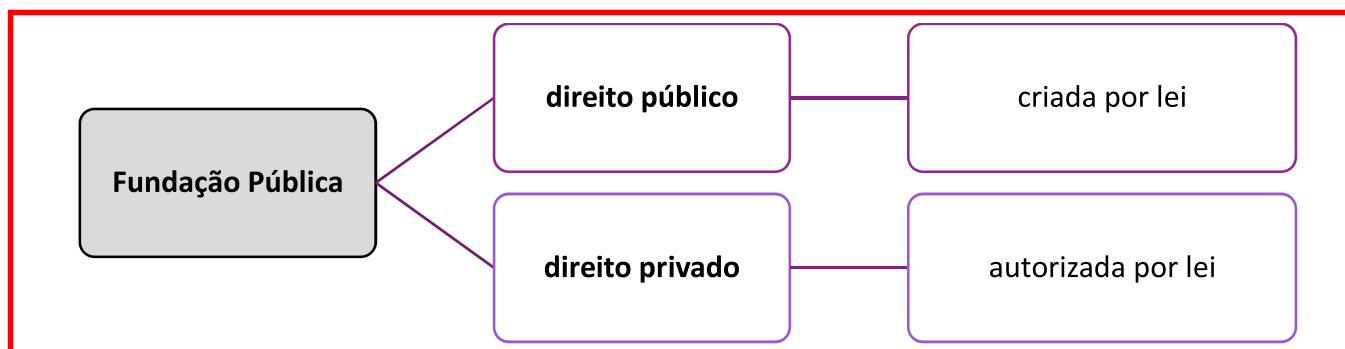 Fundação Pública
direito público
criada por lei
direito privado
autorizada por lei